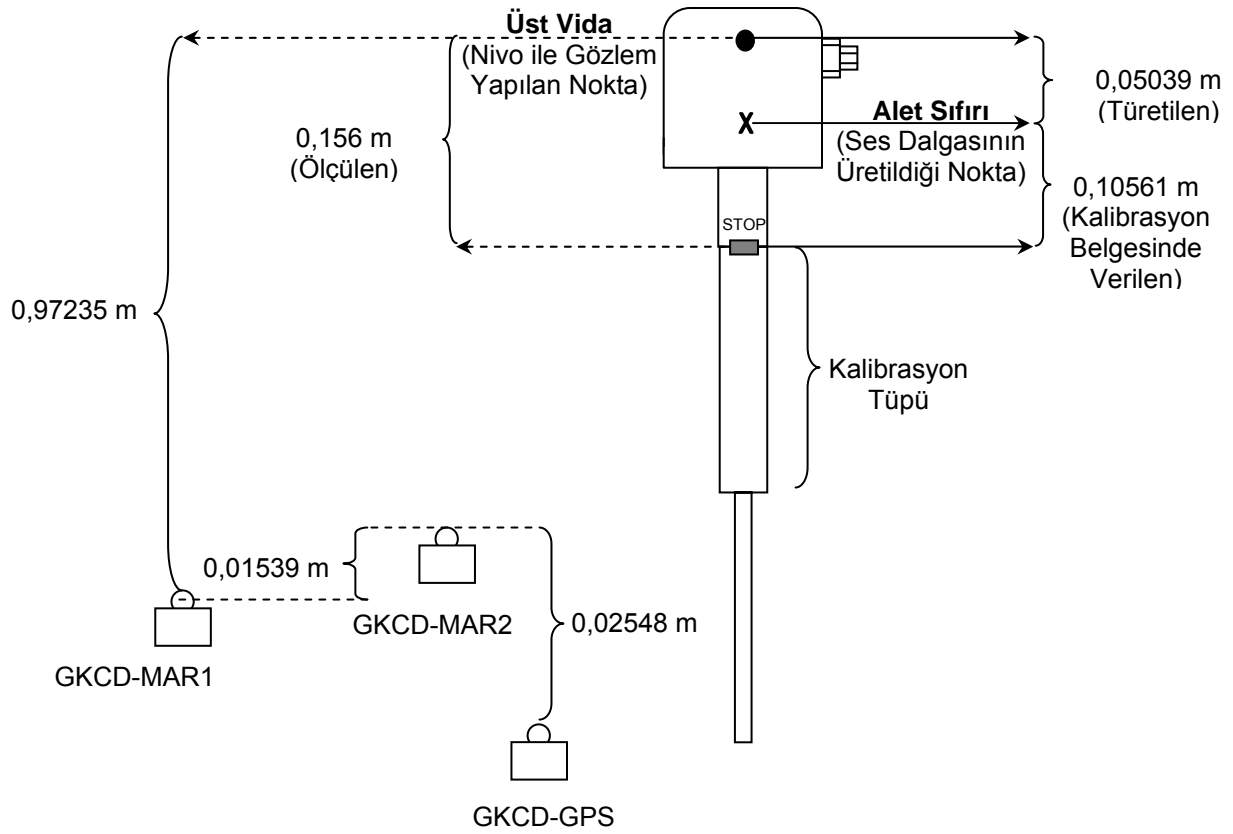 Üst Vida
(Nivo ile Gözlem
Yapılan Nokta)
0,05039 m
(Türetilen)
Alet Sıfırı
(Ses Dalgasının
Üretildiği Nokta)
X
0,156 m
(Ölçülen)
0,10561 m
(Kalibrasyon
Belgesinde
Verilen)
STOP
0,97235 m
Kalibrasyon
Tüpü
0,01539 m
GKCD-MAR2
0,02548 m
GKCD-MAR1
GKCD-GPS